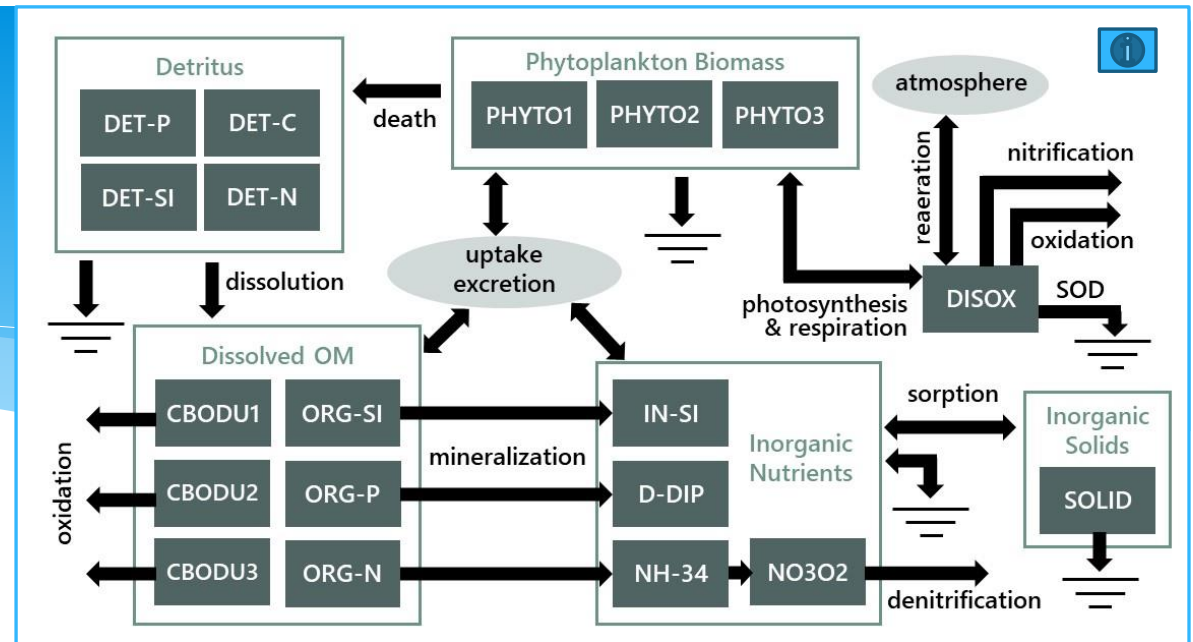 Detritus
DET-P
DET-C
DET-SI
DET-N
death
Phytoplankton Biomass
PHYTO1
PHYTO2
PHYTO3
atmosphere
i
reaeration
nitrification
oxidation
DISOX
SOD
photosynthesis
& respiration
uptake
excretion
dissolution
Dissolved OM
CBODU1
ORG-SI
CBODU2
ORG-P
CBODU3
ORG-N
oxidation
mineralization
IN-SI
D-DIP
NH-34
NO3O2
Inorganic
Nutrients
sorption
denitrification
Inorganic
Solids
SOLID